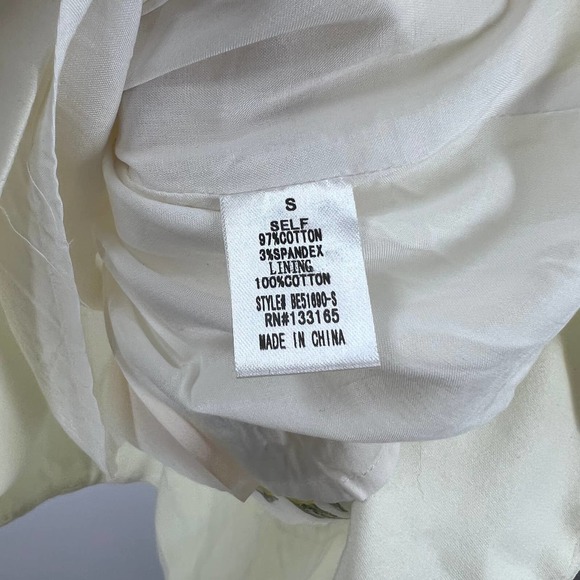 S
SELF
97%COTTON
3%SPANDEX
LINING
100%COTTON
STYLE# BE51690-S
RN#133165
MADE IN CHINA